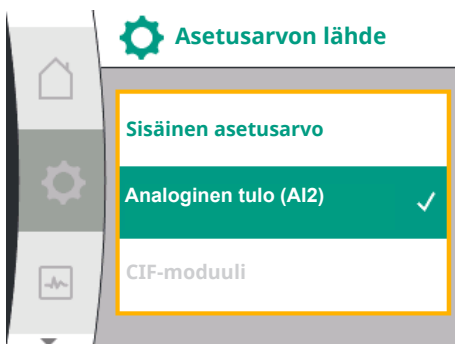 Asetusarvon lähde
Sisäinen asetusarvo
Analoginen tulo (AI2)
CIF-moduuli